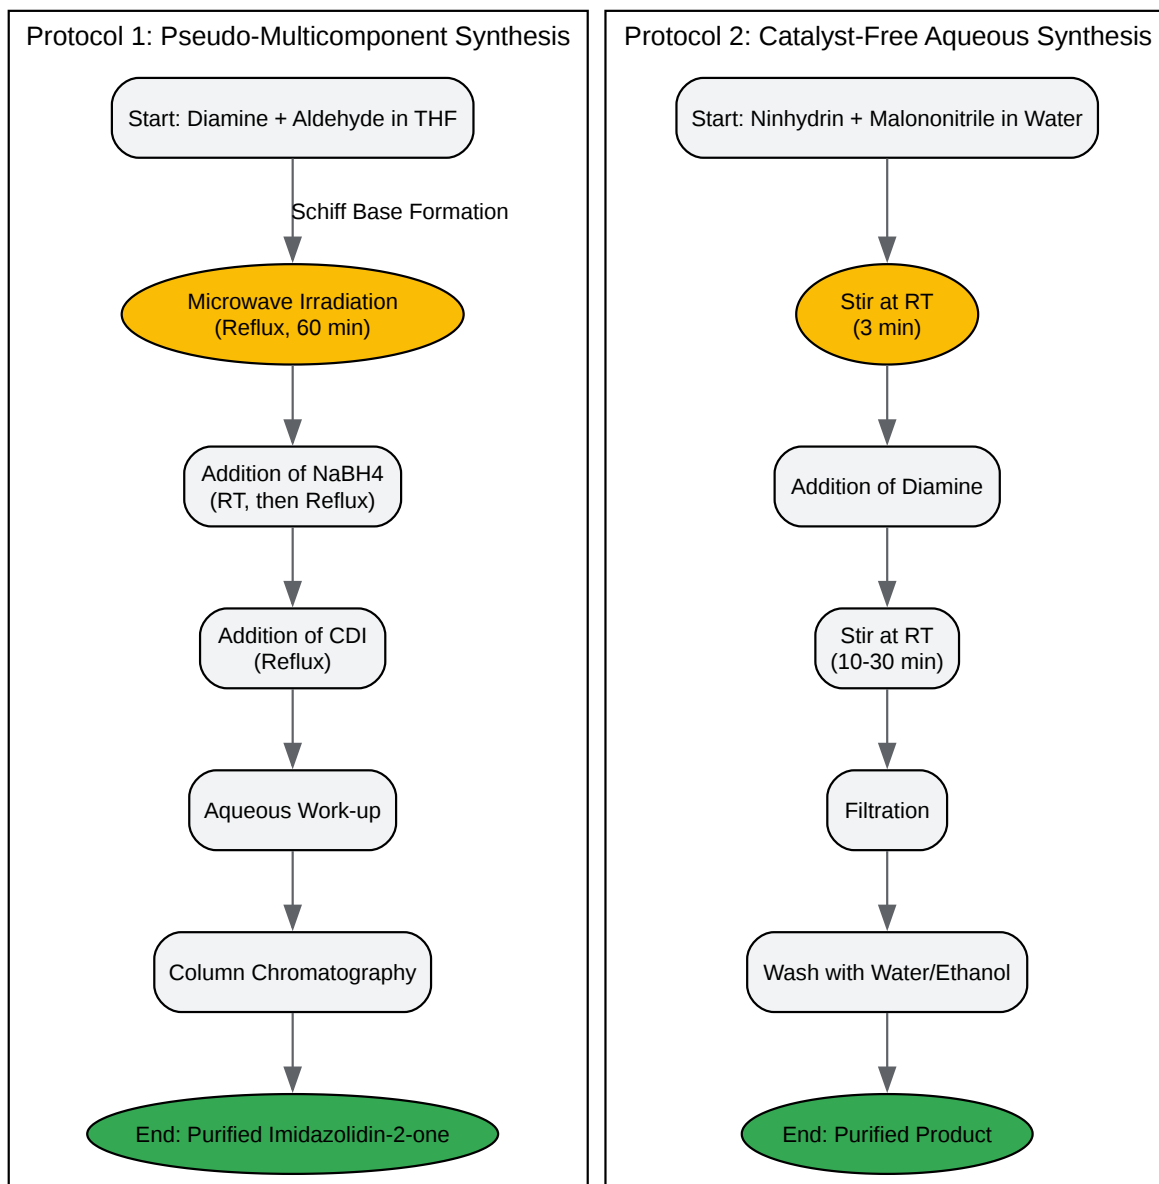 Protocol 1: Pseudo-Multicomponent Synthesis
Start: Diamine + Aldehyde in THF
Schiff Base Formation
Microwave Irradiation
(Reflux, 60 min)
Addition of NaBH4
(RT, then Reflux)
Addition of CDI
(Reflux)
Aqueous Work-up
Column Chromatography
End: Purified Imidazolidin-2-one
Protocol 2: Catalyst-Free Aqueous Synthesis
Start: Ninhydrin + Malononitrile in Water
Stir at RT
(3 min)
Addition of Diamine
Stir at RT
(10-30 min)
Filtration
Wash with Water/Ethanol
End: Purified Product